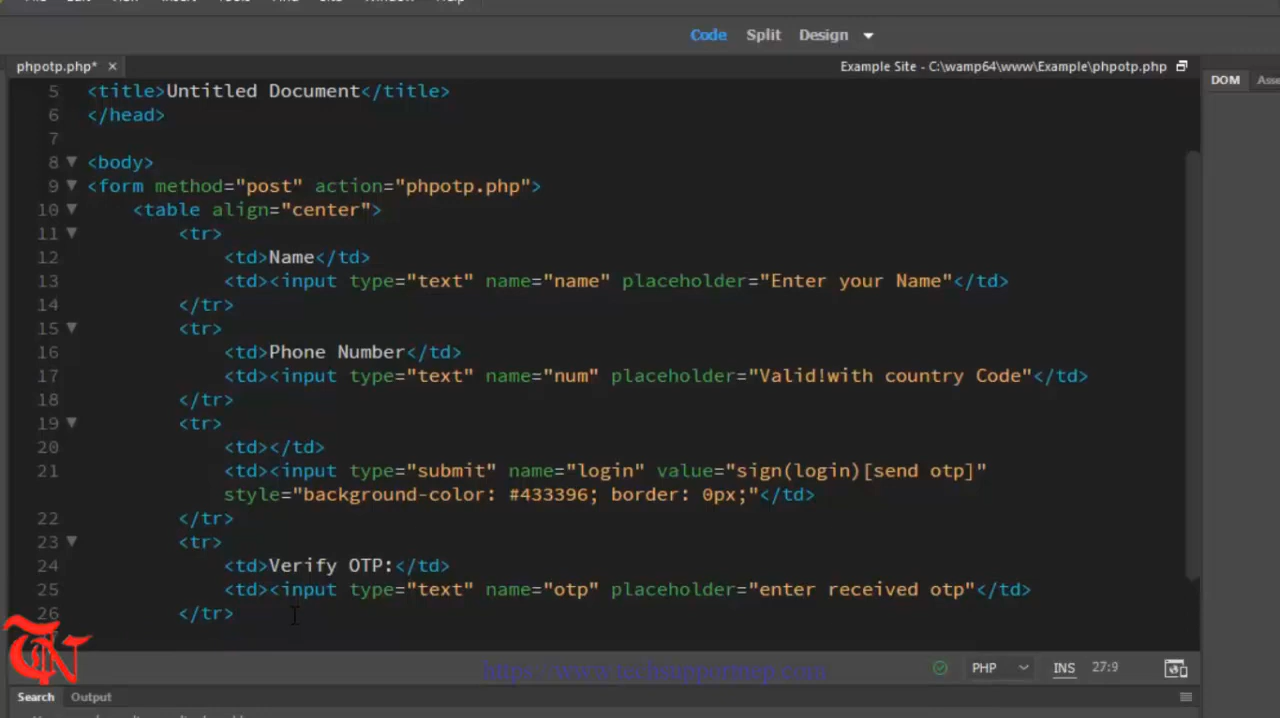 Code Split Design
phpotp.php* × Example Site - C:\wamp64\www\Example\phpotp.php DOM Asse
5 <title>Untitled Document</title>
6 </head>
7
8 <body>
9 <form method="post" action="phpotp.php">
10 <table align="center">
11 <tr>
12 <td>Name</td>
13 <td><input type="text" name="name" placeholder="Enter your Name"</td>
14 </tr>
15 <tr>
16 <td>Phone Number</td>
17 <td><input type="text" name="num" placeholder="Valid!with country Code"</td>
18 </tr>
19 <tr>
20 <td></td>
21 <td><input type="submit" name="login" value="sign(login)[send otp]"
style="background-color: #433396; border: 0px;"</td>
22 </tr>
23 <tr>
24 <td>Verify OTP:</td>
25 <td><input type="text" name="otp" placeholder="enter received otp"</td>
26 </tr>
TN
https://www.techsupportnep.com PHP INS 27:9
Search Output